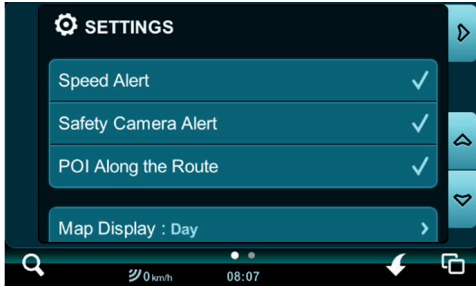 SETTINGS
Speed Alert
Safety Camera Alert
POI Along the Route
Map Display : Day
0 km/h 08:07